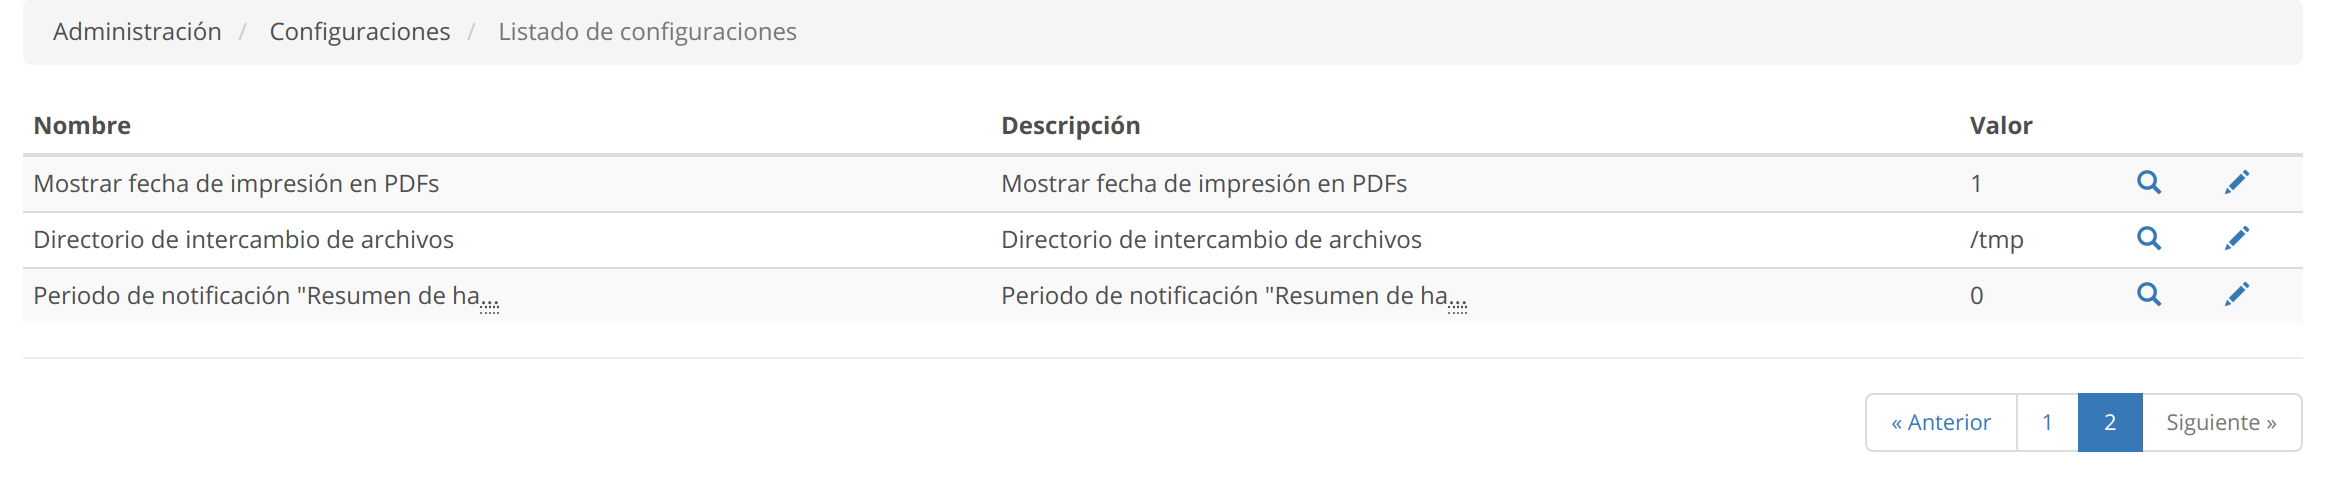 Administración / Configuraciones / Listado de configuraciones
Nombre Descripción Valor
Mostrar fecha de impresión en PDFs Mostrar fecha de impresión en PDFs 1
Directorio de intercambio de archivos Directorio de intercambio de archivos /tmp
Periodo de notificación "Resumen de ha... Periodo de notificación "Resumen de ha... 0
« Anterior 1 2 Siguiente »